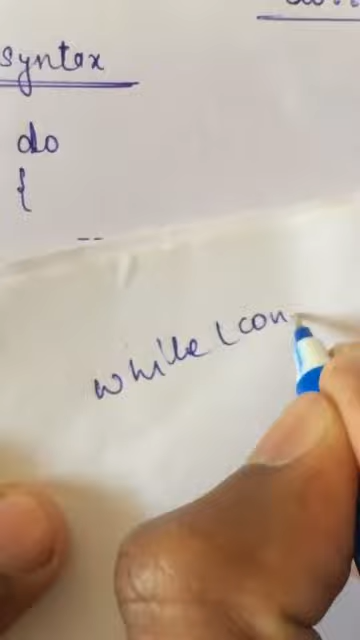 syntax
do
{
--
while (con